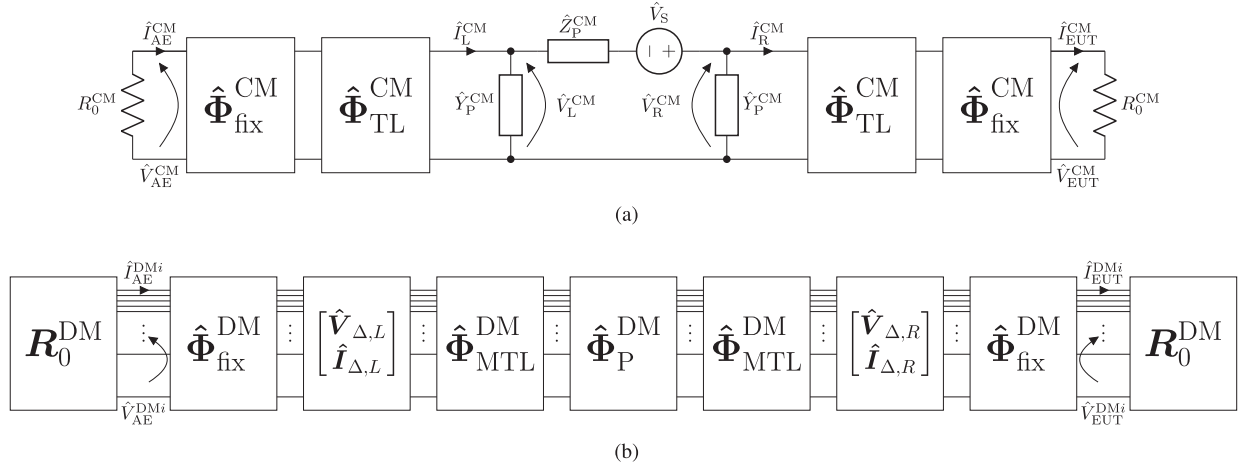 Î_AE^CM Î_L^CM Ẑ_P^CM V̂_S Î_R^CM Î_EUT^CM
R_0^CM Φ̂_fix^CM Φ̂_TL^CM Ŷ_P^CM V̂_L^CM V̂_R^CM Ŷ_P^CM Φ̂_TL^CM Φ̂_fix^CM R_0^CM
V̂_AE^CM V̂_EUT^CM
(a)
Î_AE^DMi Î_EUT^DMi
R_0^DM Φ̂_fix^DM [V̂_Δ,L Î_Δ,L] Φ̂_MTL^DM Φ̂_P^DM Φ̂_MTL^DM [V̂_Δ,R Î_Δ,R] Φ̂_fix^DM R_0^DM
V̂_AE^DMi V̂_EUT^DMi
(b)